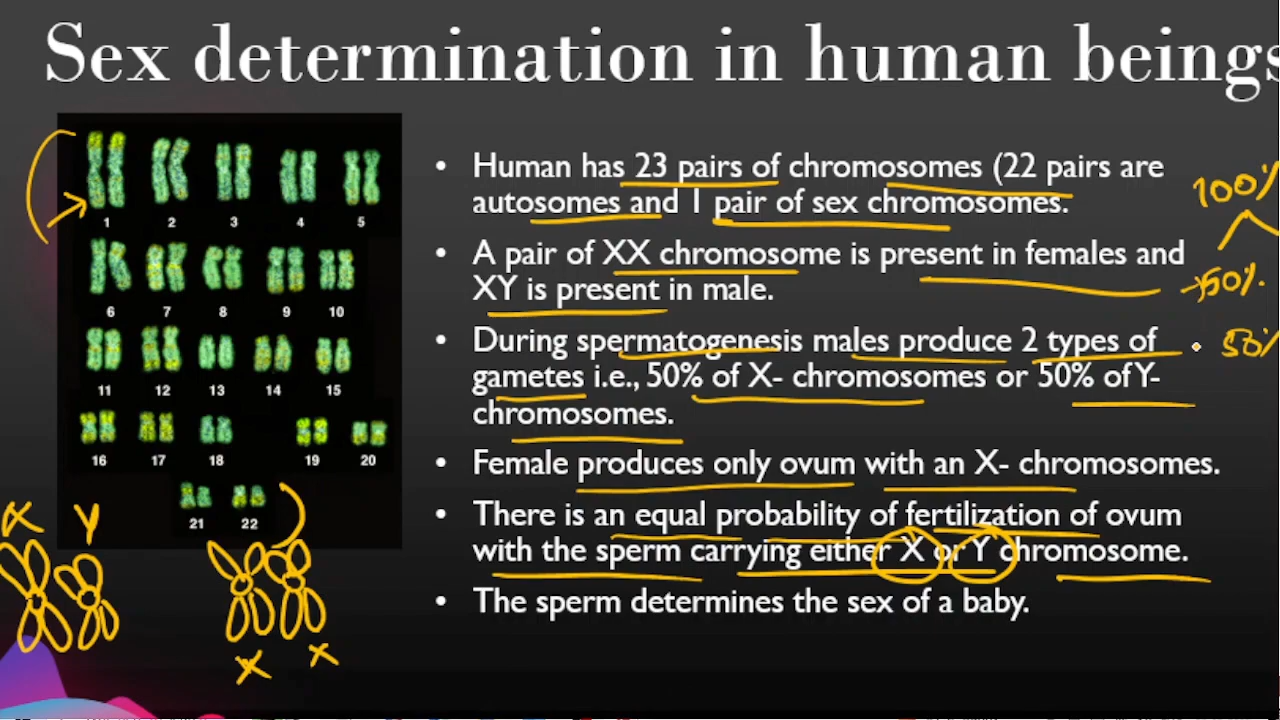 Sex determination in human beings
1 2 3 4 5
6 7 8 9 10
11 12 13 14 15
16 17 18 19 20
21 22
X Y
X X
• Human has 23 pairs of chromosomes (22 pairs are
autosomes and 1 pair of sex chromosomes.
• A pair of XX chromosome is present in females and
XY is present in male.
• During spermatogenesis males produce 2 types of
gametes i.e., 50% of X- chromosomes or 50% of Y-
chromosomes.
• Female produces only ovum with an X- chromosomes.
• There is an equal probability of fertilization of ovum
with the sperm carrying either X or Y chromosome.
• The sperm determines the sex of a baby.
100%
50%
50%